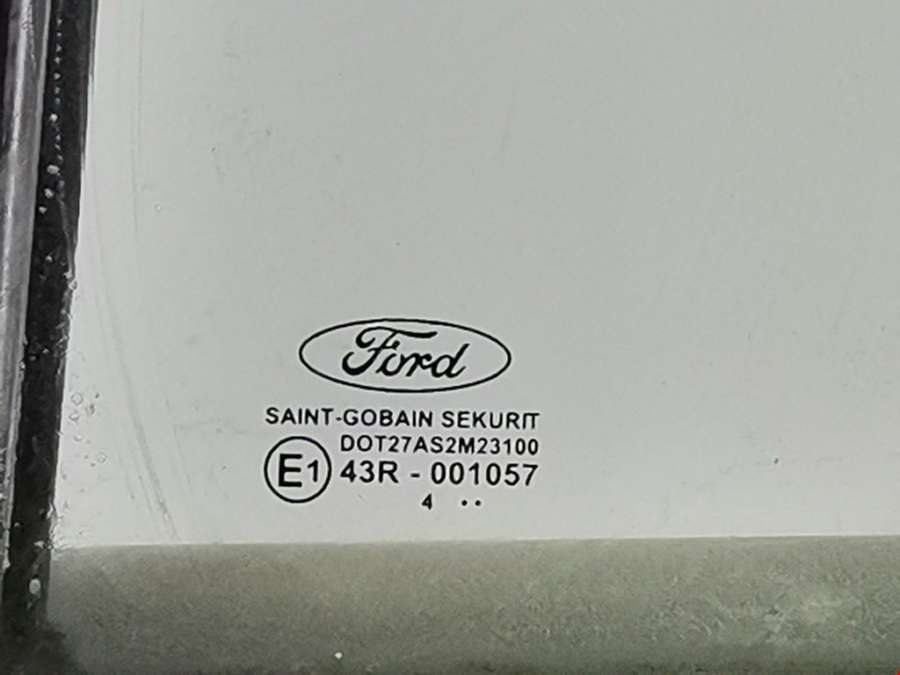 Ford
SAINT-GOBAIN SEKURIT
DOT27AS2M23100
E1 43R - 001057
4 ..